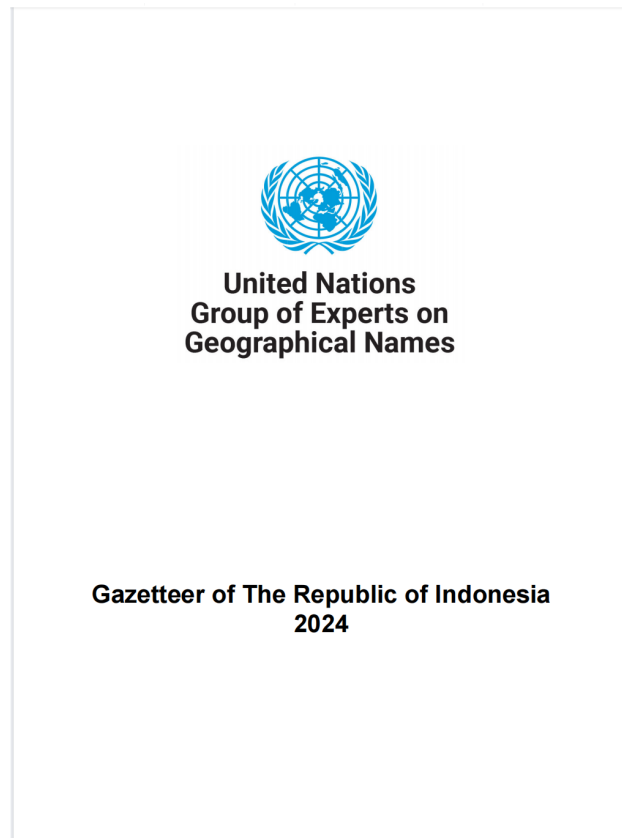 United Nations
Group of Experts on
Geographical Names
Gazetteer of The Republic of Indonesia
2024